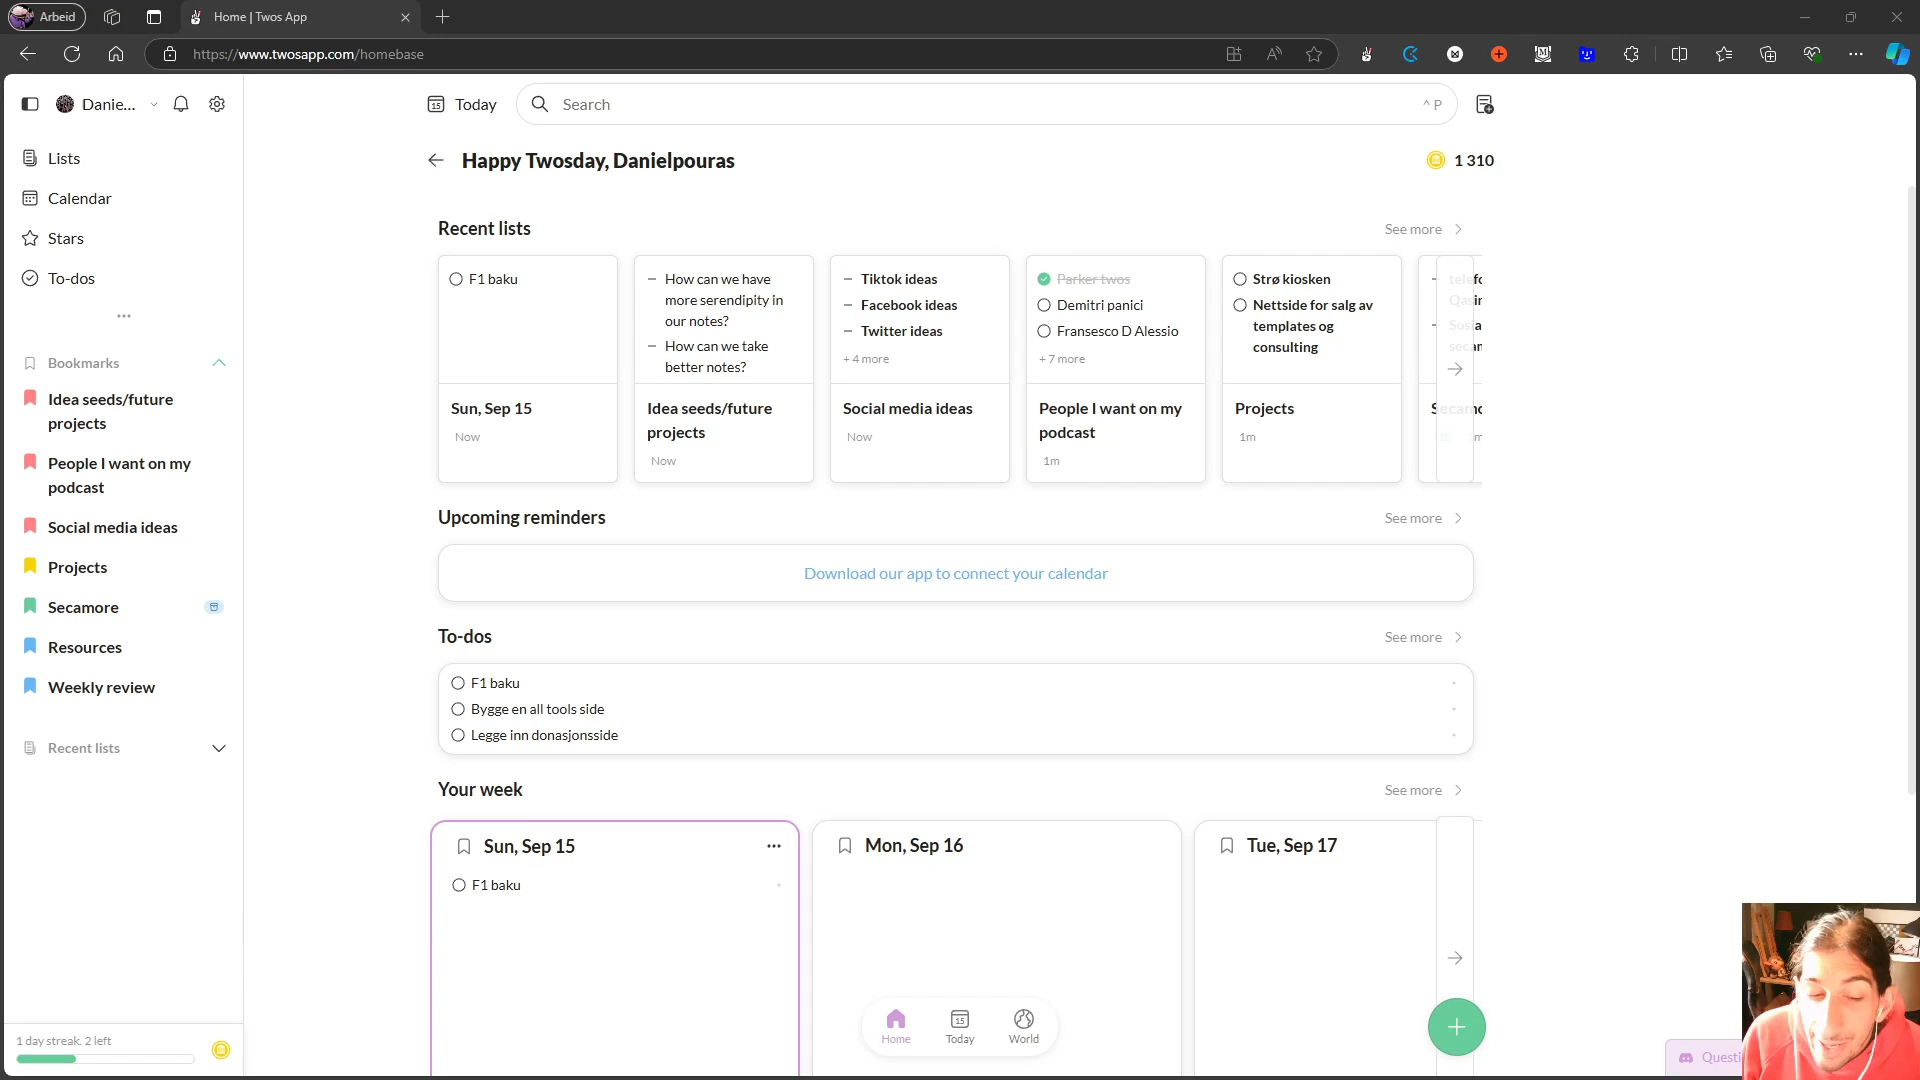 Arbeid
Home | Twos App
https://www.twosapp.com/homebase
Danie...
Today
Search
^ P
Lists
Calendar
Stars
To-dos
Bookmarks
Idea seeds/future
projects
People I want on my
podcast
Social media ideas
Projects
Secamore
Resources
Weekly review
Recent lists
1 day streak. 2 left
Happy Twosday, Danielpouras
1 310
Recent lists
See more
F1 baku
Sun, Sep 15
Now
How can we have
more serendipity in
our notes?
How can we take
better notes?
Idea seeds/future
projects
Now
Tiktok ideas
Facebook ideas
Twitter ideas
+ 4 more
Social media ideas
Now
Parker twos
Demitri panici
Fransesco D Alessio
+ 7 more
People I want on my
podcast
1m
Strø kiosken
Nettside for salg av
templates og
consulting
Projects
1m
Upcoming reminders
See more
Download our app to connect your calendar
To-dos
See more
F1 baku
Bygge en all tools side
Legge inn donasjonsside
Your week
See more
Sun, Sep 15
F1 baku
Mon, Sep 16
Tue, Sep 17
Home
15
Today
World